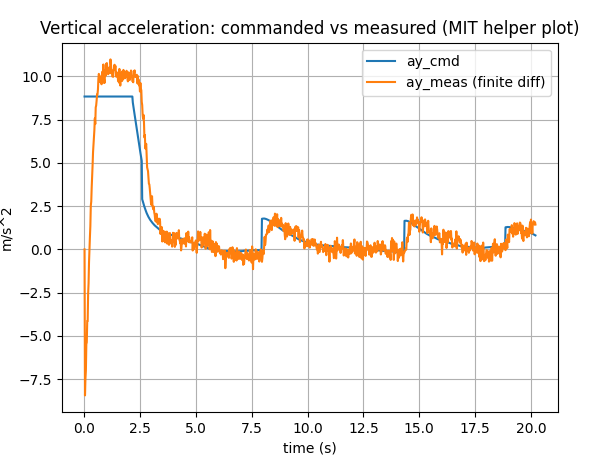 Vertical acceleration: commanded vs measured (MIT helper plot)
ay_cmd
ay_meas (finite diff)
10.0
7.5
5.0
2.5
0.0
−2.5
−5.0
−7.5
m/s^2
0.0 2.5 5.0 7.5 10.0 12.5 15.0 17.5 20.0
time (s)